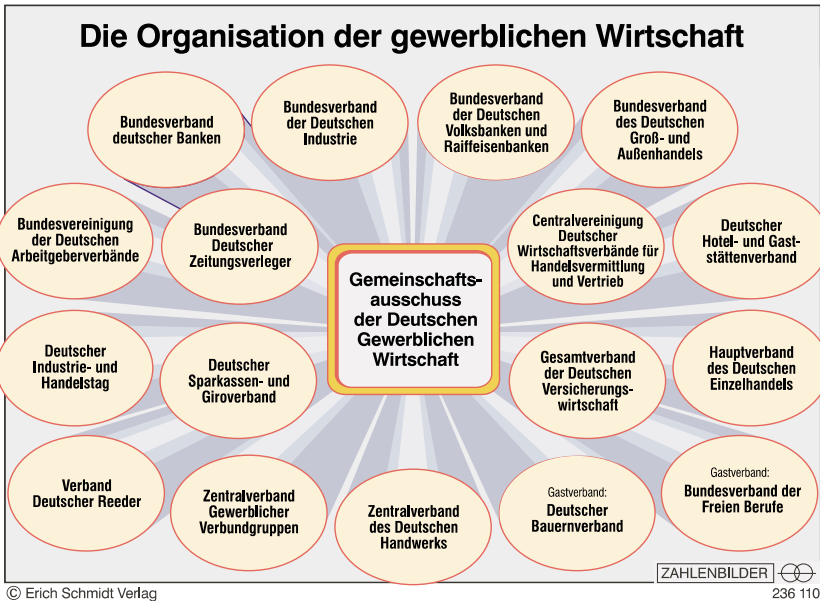 Die Organisation der gewerblichen Wirtschaft
Bundesverband
deutscher Banken
Bundesverband
der Deutschen
Industrie
Bundesverband
der Deutschen
Volksbanken und
Raiffeisenbanken
Bundesverband
des Deutschen
Groß- und
Außenhandels
Bundesvereinigung
der Deutschen
Arbeitgeberverbände
Bundesverband
Deutscher
Zeitungsverleger
Centralvereinigung
Deutscher
Wirtschaftsverbände für
Handelsvermittlung
und Vertrieb
Deutscher
Hotel- und Gast-
stättenverband
Gemeinschafts-
ausschuss
der Deutschen
Gewerblichen
Wirtschaft
Deutscher
Industrie- und
Handelstag
Deutscher
Sparkassen- und
Giroverband
Gesamtverband
der Deutschen
Versicherungs-
wirtschaft
Hauptverband
des Deutschen
Einzelhandels
Verband
Deutscher Reeder
Zentralverband
Gewerblicher
Verbundgruppen
Zentralverband
des Deutschen
Handwerks
Gastverband:
Deutscher
Bauernverband
Gastverband:
Bundesverband der
Freien Berufe
ZAHLENBILDER
© Erich Schmidt Verlag
236 110